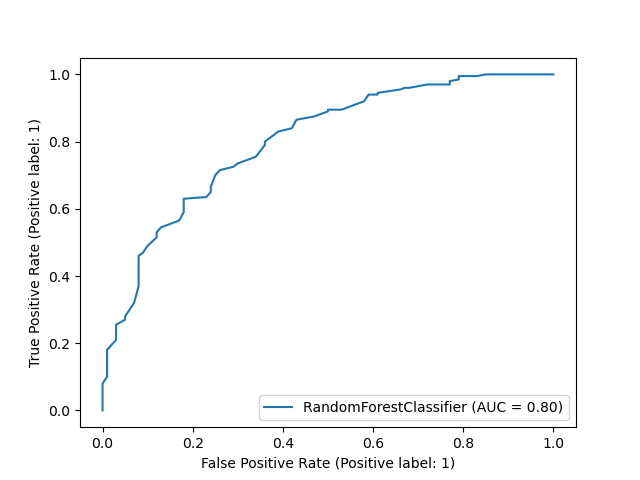 1.0
0.8
0.6
0.4
0.2
0.0
True Positive Rate (Positive label: 1)
RandomForestClassifier (AUC = 0.80)
0.0 0.2 0.4 0.6 0.8 1.0
False Positive Rate (Positive label: 1)